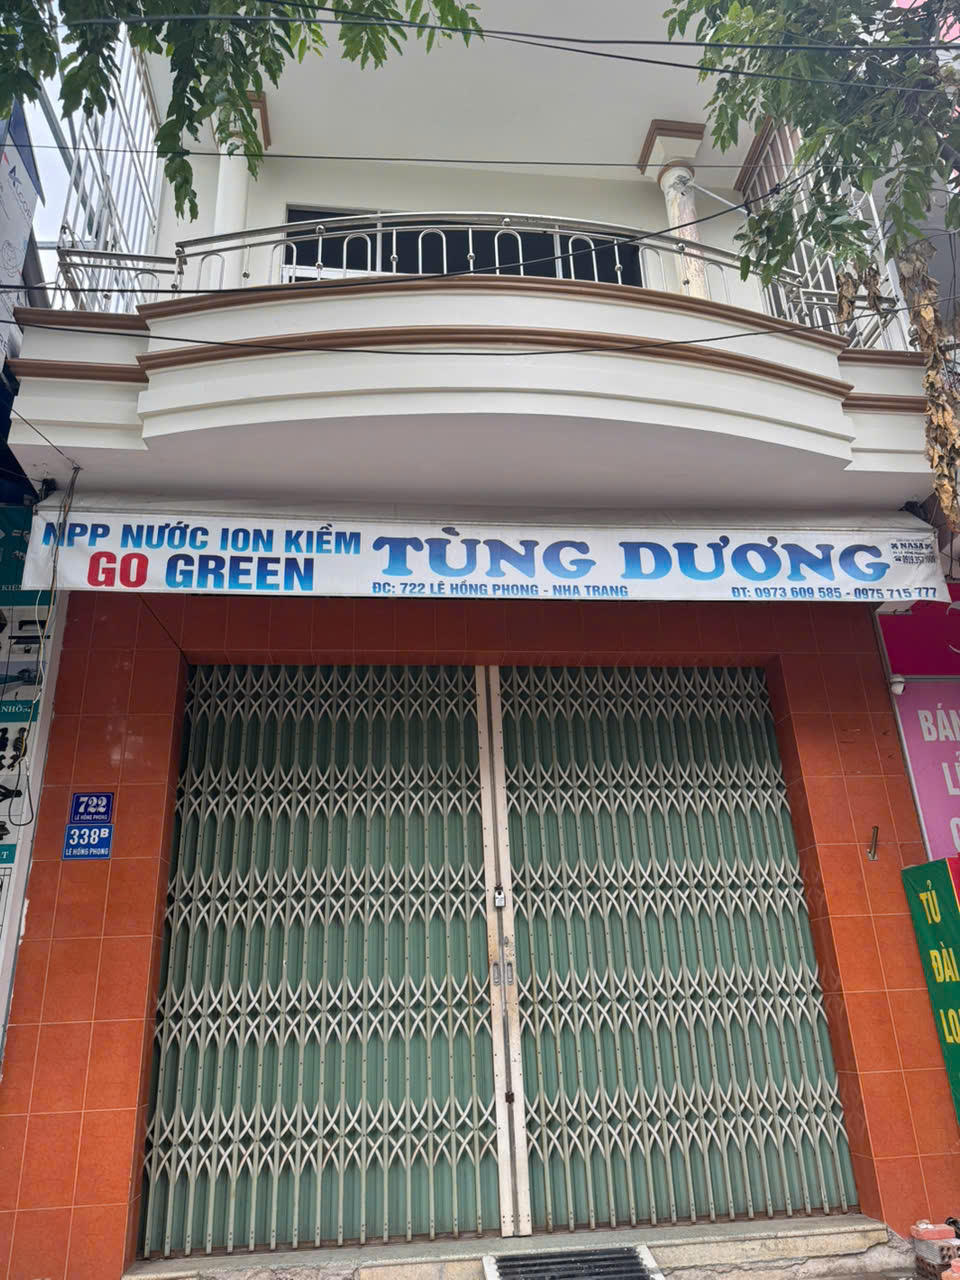 NPP NƯỚC ION KIỀM
GO GREEN
TÙNG DƯƠNG
ĐC: 722 LÊ HỒNG PHONG - NHA TRANG
ĐT: 0973 609 585 - 0975 715 777
NASA
722
LÊ HỒNG PHONG
338B
LÊ HỒNG PHONG
BÁN
TỦ
ĐÀI